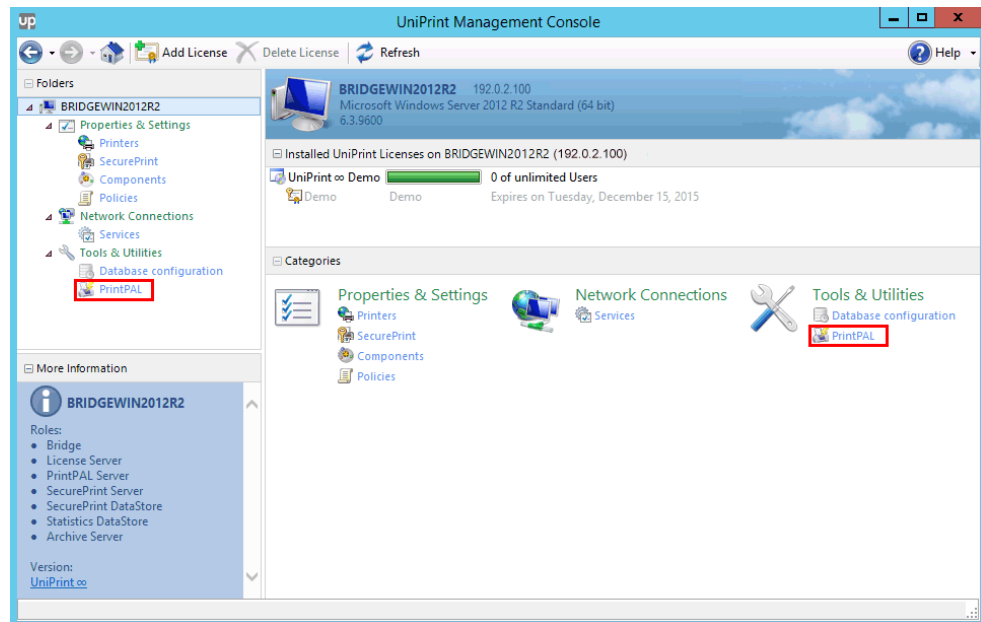 UP
UniPrint Management Console
Add License
Delete License
Refresh
Help
Folders
BRIDGEWIN2012R2
Properties & Settings
Printers
SecurePrint
Components
Policies
Network Connections
Services
Tools & Utilities
Database configuration
PrintPAL
More Information
BRIDGEWIN2012R2
Roles:
• Bridge
• License Server
• PrintPAL Server
• SecurePrint Server
• SecurePrint DataStore
• Statistics DataStore
• Archive Server
Version:
UniPrint ∞
BRIDGEWIN2012R2 192.0.2.100
Microsoft Windows Server 2012 R2 Standard (64 bit)
6.3.9600
Installed UniPrint Licenses on BRIDGEWIN2012R2 (192.0.2.100)
UniPrint ∞ Demo 0 of unlimited Users
Demo Demo Expires on Tuesday, December 15, 2015
Categories
Properties & Settings
Printers
SecurePrint
Components
Policies
Network Connections
Services
Tools & Utilities
Database configuration
PrintPAL